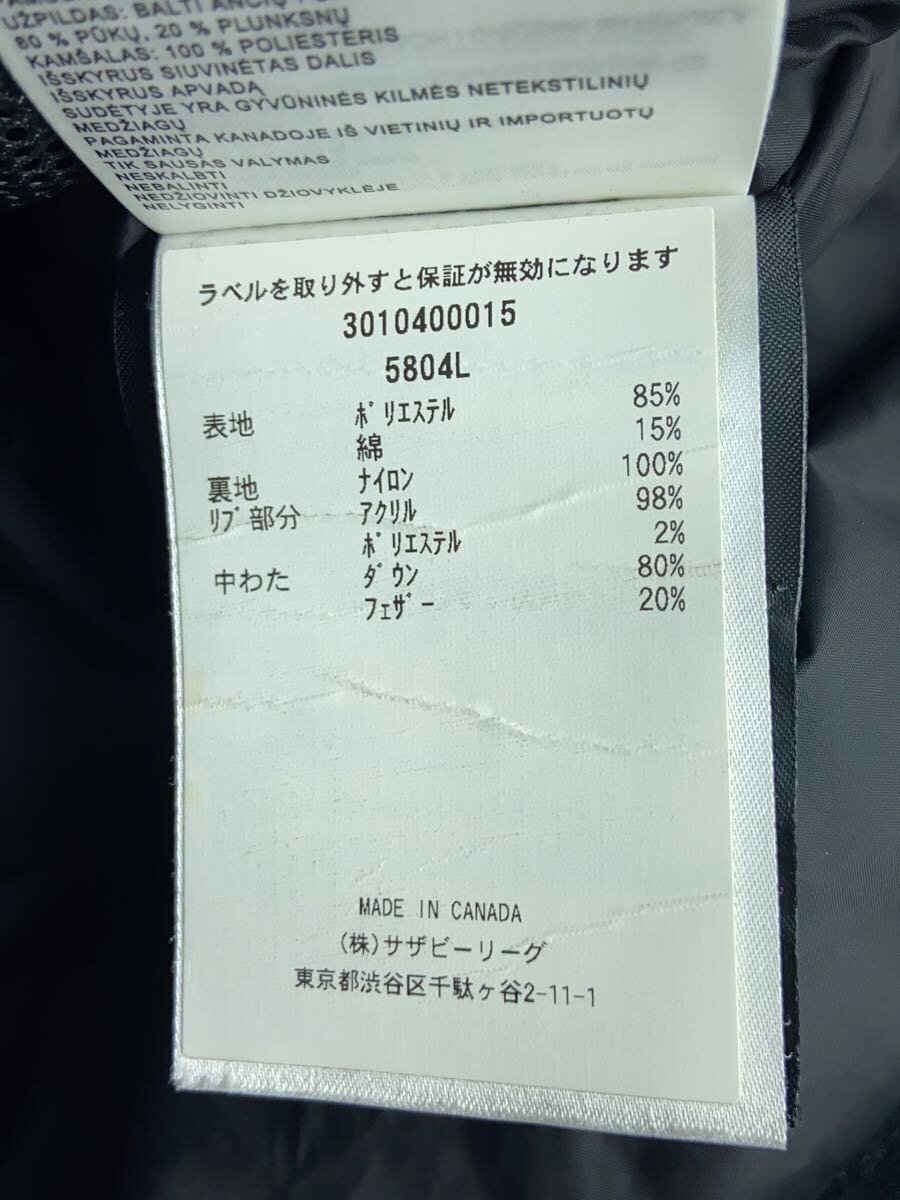 UŽPILDAS: BALTI ANČIŲ
80 % PŪKŲ, 20 % PLUNKSNŲ
KAMŠALAS: 100 % POLIESTERIS
IŠSKYRUS SIUVINĖTAS DALIS
IŠSKYRUS APVADĄ
SUDĖTYJE YRA GYVŪNINĖS KILMĖS NETEKSTILINIŲ
MEDŽIAGŲ
PAGAMINTA KANADOJE IŠ VIETINIŲ IR IMPORTUOTŲ
MEDŽIAGŲ
TIK SAUSAS VALYMAS
NESKALBTI
NEBALINTI
NEDŽIOVINTI DŽIOVYKLĖJE
NELYGINTI
ラベルを取り外すと保証が無効になります
3010400015
5804L
表地 ﾎﾟﾘｴｽﾃﾙ 85%
綿 15%
裏地 ﾅｲﾛﾝ 100%
ﾘﾌﾞ部分 ｱｸﾘﾙ 98%
ﾎﾟﾘｴｽﾃﾙ 2%
中わた ﾀﾞｳﾝ 80%
ﾌｪｻﾞｰ 20%
MADE IN CANADA
(株)サザビーリーグ
東京都渋谷区千駄ヶ谷2-11-1